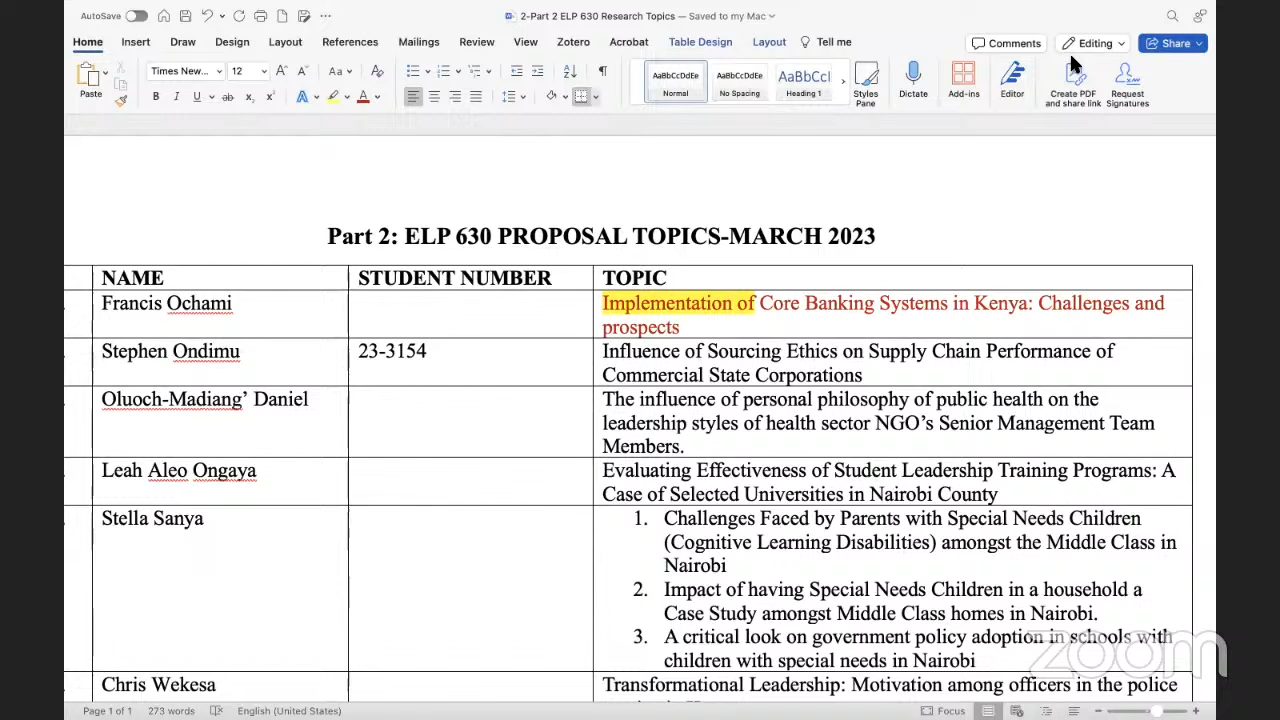 AutoSave
2-Part 2 ELP 630 Research Topics — Saved to my Mac
Home Insert Draw Design Layout References Mailings Review View Zotero Acrobat Table Design Layout Tell me Comments Editing Share
Paste Times New... 12 Aa AaBbCcDdEe Normal AaBbCcDdEe No Spacing AaBbCcI Heading 1 Styles Pane Dictate Add-ins Editor Create PDF and share link Request Signatures
Part 2: ELP 630 PROPOSAL TOPICS-MARCH 2023
NAME STUDENT NUMBER TOPIC
Francis Ochami Implementation of Core Banking Systems in Kenya: Challenges and
prospects
Stephen Ondimu 23-3154 Influence of Sourcing Ethics on Supply Chain Performance of
Commercial State Corporations
Oluoch-Madiang’ Daniel The influence of personal philosophy of public health on the
leadership styles of health sector NGO’s Senior Management Team
Members.
Leah Aleo Ongaya Evaluating Effectiveness of Student Leadership Training Programs: A
Case of Selected Universities in Nairobi County
Stella Sanya 1. Challenges Faced by Parents with Special Needs Children
(Cognitive Learning Disabilities) amongst the Middle Class in
Nairobi
2. Impact of having Special Needs Children in a household a
Case Study amongst Middle Class homes in Nairobi.
3. A critical look on government policy adoption in schools with
children with special needs in Nairobi
zoom
Chris Wekesa Transformational Leadership: Motivation among officers in the police
Page 1 of 1 273 words English (United States) Focus